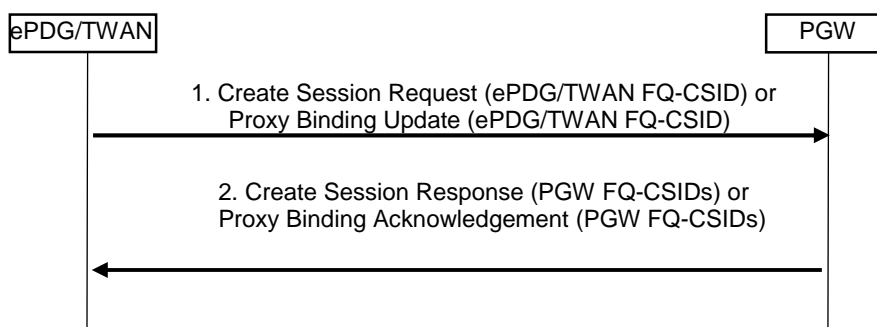 ePDG/TWAN
PGW
1. Create Session Request (ePDG/TWAN FQ-CSID) or
Proxy Binding Update (ePDG/TWAN FQ-CSID)
2. Create Session Response (PGW FQ-CSIDs) or
Proxy Binding Acknowledgement (PGW FQ-CSIDs)